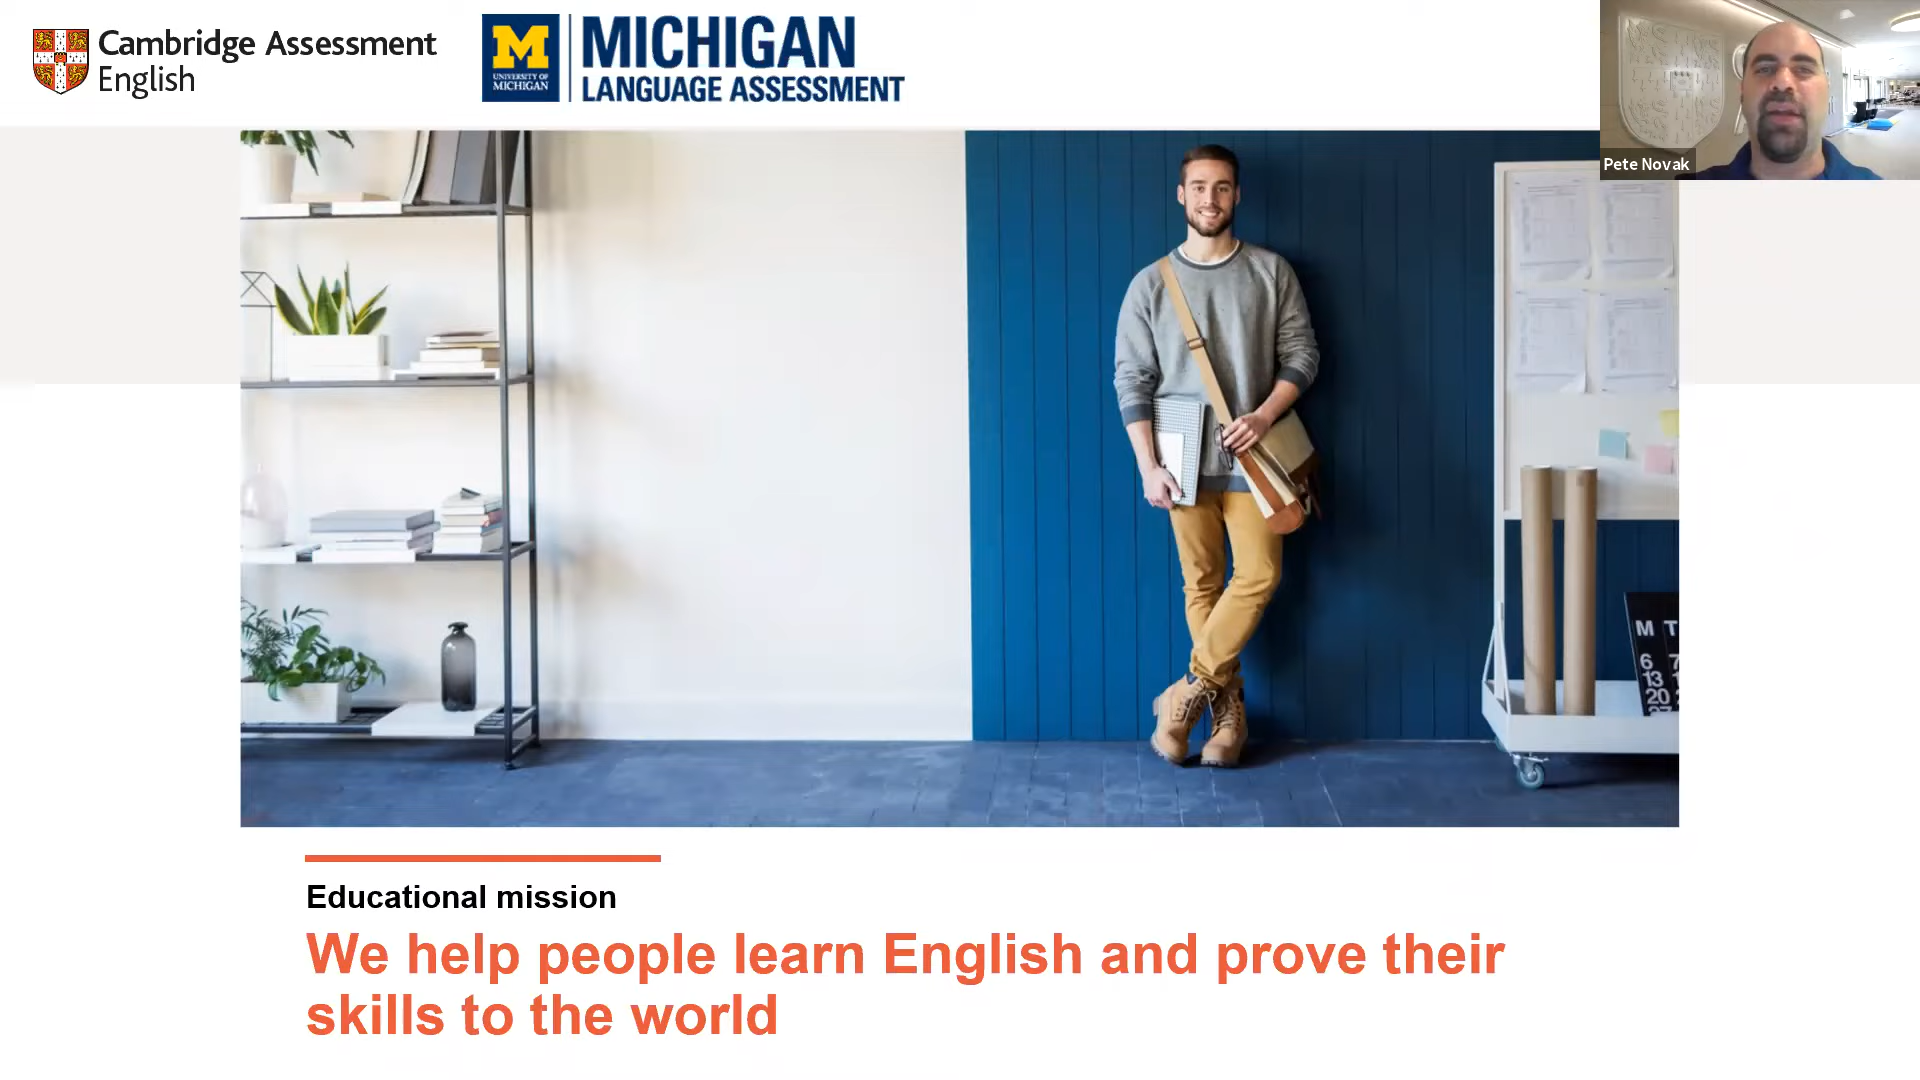 Cambridge Assessment
English
M
UNIVERSITY OF
MICHIGAN
MICHIGAN
LANGUAGE ASSESSMENT
Pete Novak
M T
6 7
13
20
Educational mission
We help people learn English and prove their
skills to the world